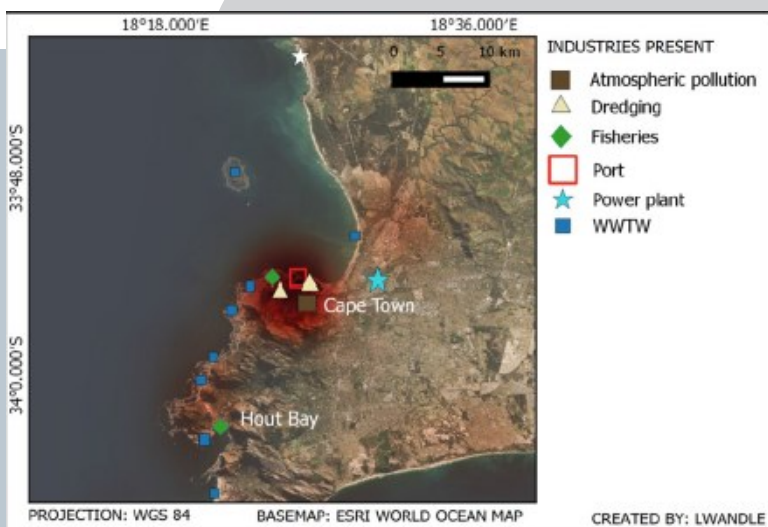 18°18.000'E 18°36.000'E
0 5 10 km
INDUSTRIES PRESENT
Atmospheric pollution
Dredging
Fisheries
Port
Power plant
WWTW
33°48.000'S
Cape Town
34°0.000'S
Hout Bay
PROJECTION: WGS 84 BASEMAP: ESRI WORLD OCEAN MAP CREATED BY: LWANDLE